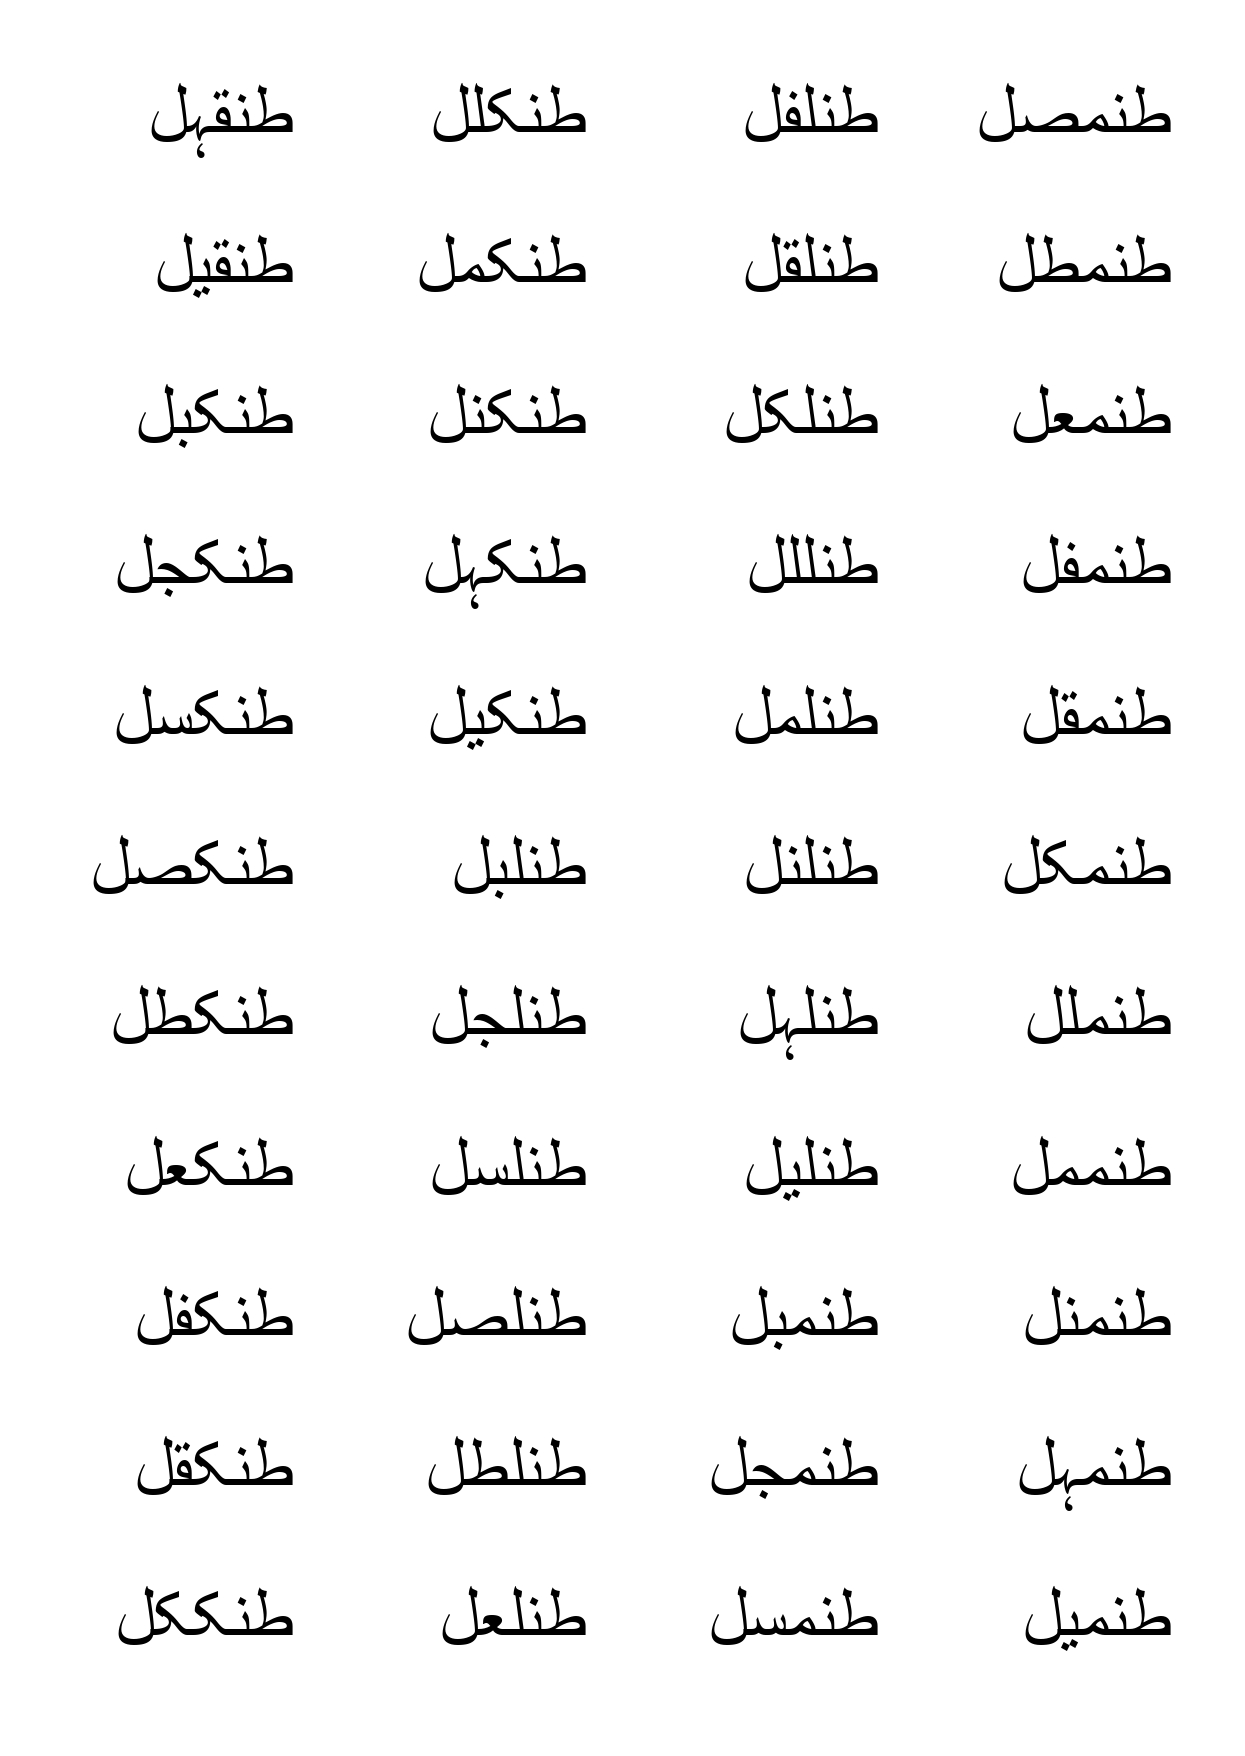 طنمصل طنلفل طنكلل طنقہل
طنمطل طنلقل طنكمل طنقيل
طنمعل طنلكل طنكنل طنكبل
طنمفل طنللل طنكہل طنكجل
طنمقل طنلمل طنكيل طنكسل
طنمكل طنلنل طنلبل طنكصل
طنملل طنلہل طنلجل طنكطل
طنممل طنليل طنلسل طنكعل
طنمنل طنمبل طنلصل طنكفل
طنمہل طنمجل طنلطل طنكقل
طنميل طنمسل طنلعل طنككل